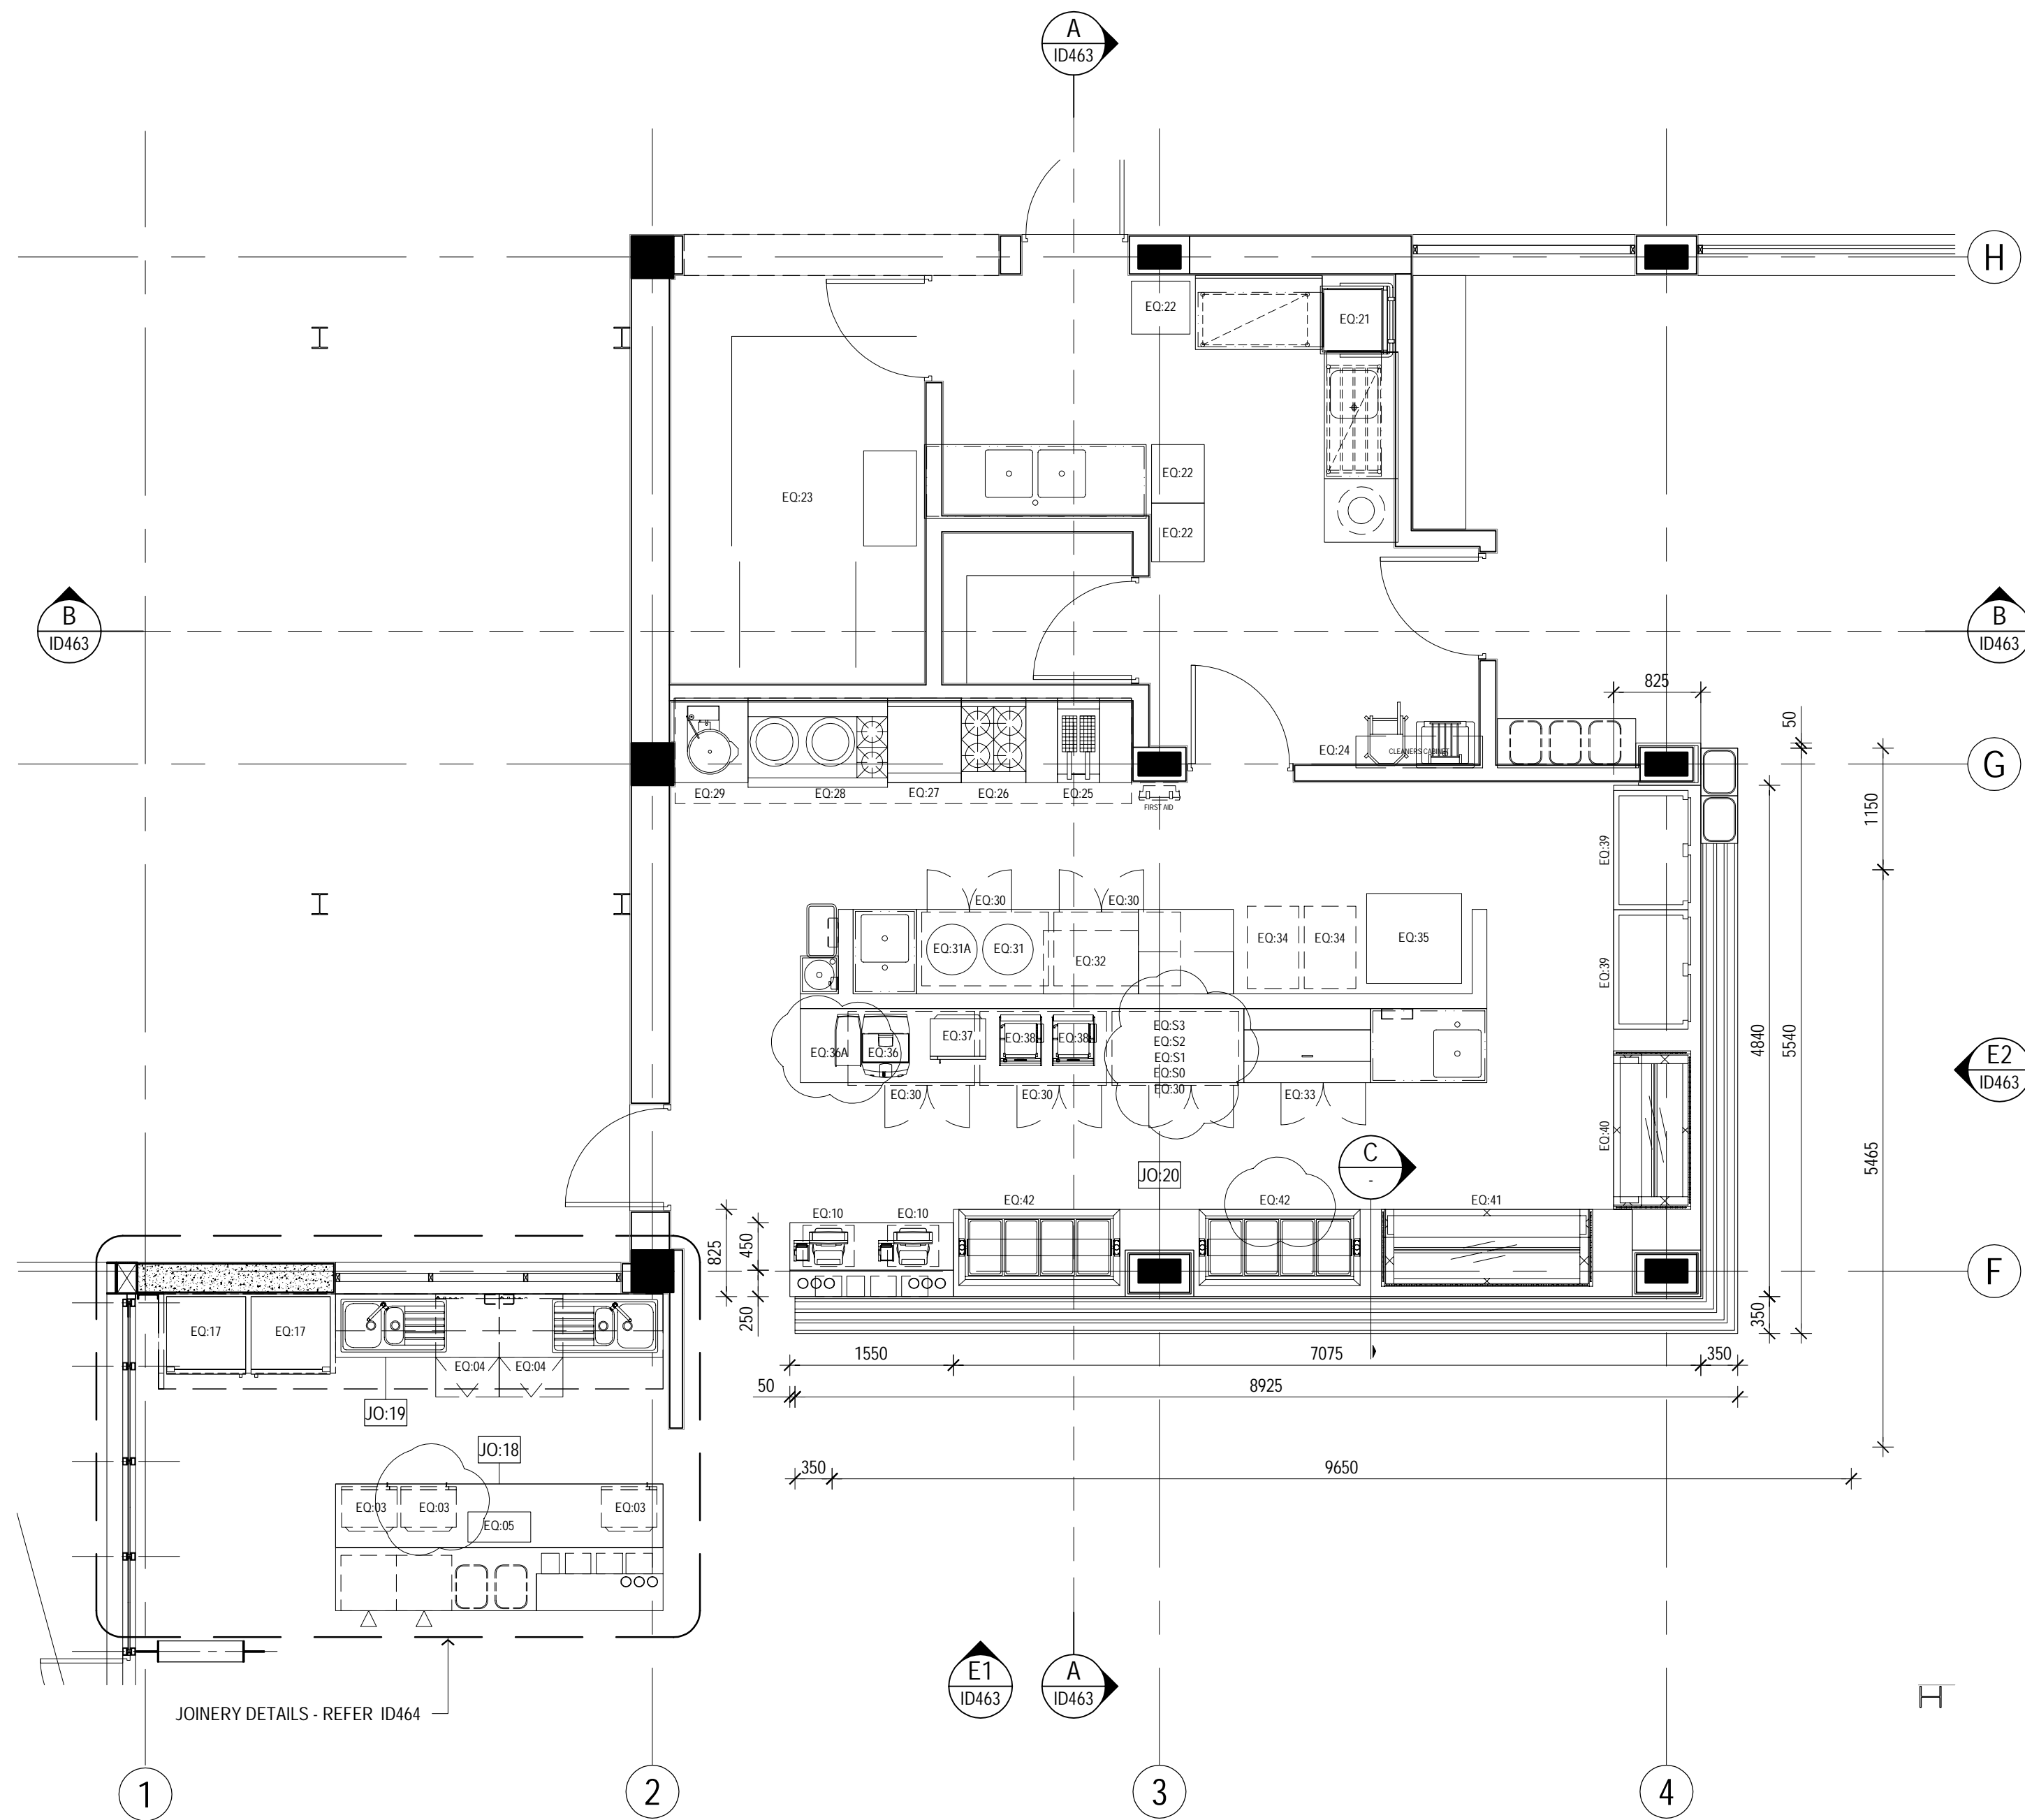 A
ID463
H
EQ:22
EQ:21
EQ:23
EQ:22
EQ:22
B
ID463
B
ID463
825
50
EQ:24
CLEANERS CABINET
G
EQ:29
EQ:28
EQ:27
EQ:26
EQ:25
FIRST AID
1150
EQ:39
EQ:30
EQ:30
EQ:31A
EQ:31
EQ:32
EQ:34
EQ:34
EQ:35
EQ:39
EQ:36A
EQ:36
EQ:37
EQ:38
EQ:38
EQ:S3
EQ:S2
EQ:S1
EQ:S0
EQ:30
EQ:30
EQ:30
EQ:33
4840
5540
E2
ID463
EQ:40
5465
C
-
JO:20
EQ:10
EQ:10
EQ:42
EQ:42
EQ:41
825
450
250
F
350
EQ:17
EQ:17
EQ:04
EQ:04
1550
7075
350
50
8925
JO:19
JO:18
350
9650
EQ:03
EQ:03
EQ:03
EQ:05
E1
ID463
A
ID463
JOINERY DETAILS - REFER ID464
1
2
3
4